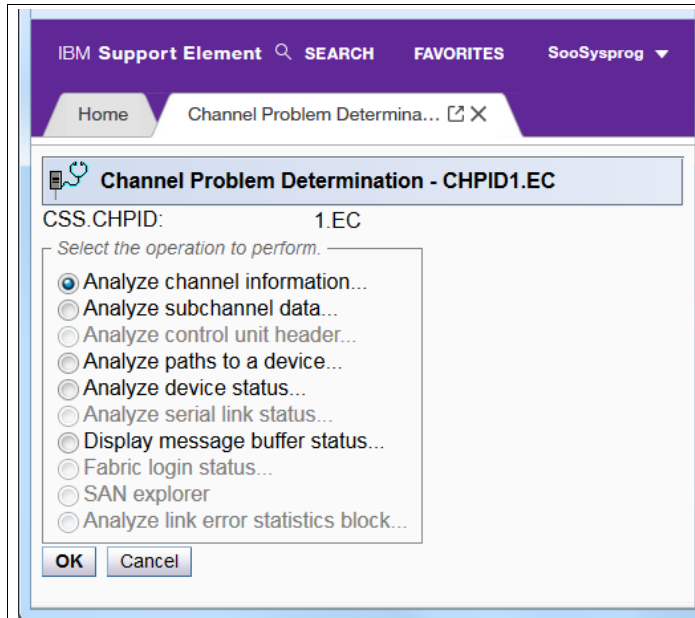 IBM Support Element SEARCH FAVORITES SooSysprog
Home Channel Problem Determina...
Channel Problem Determination - CHPID1.EC
CSS.CHPID: 1.EC
Select the operation to perform.
Analyze channel information...
Analyze subchannel data...
Analyze control unit header...
Analyze paths to a device...
Analyze device status...
Analyze serial link status...
Display message buffer status...
Fabric login status...
SAN explorer
Analyze link error statistics block...
OK Cancel